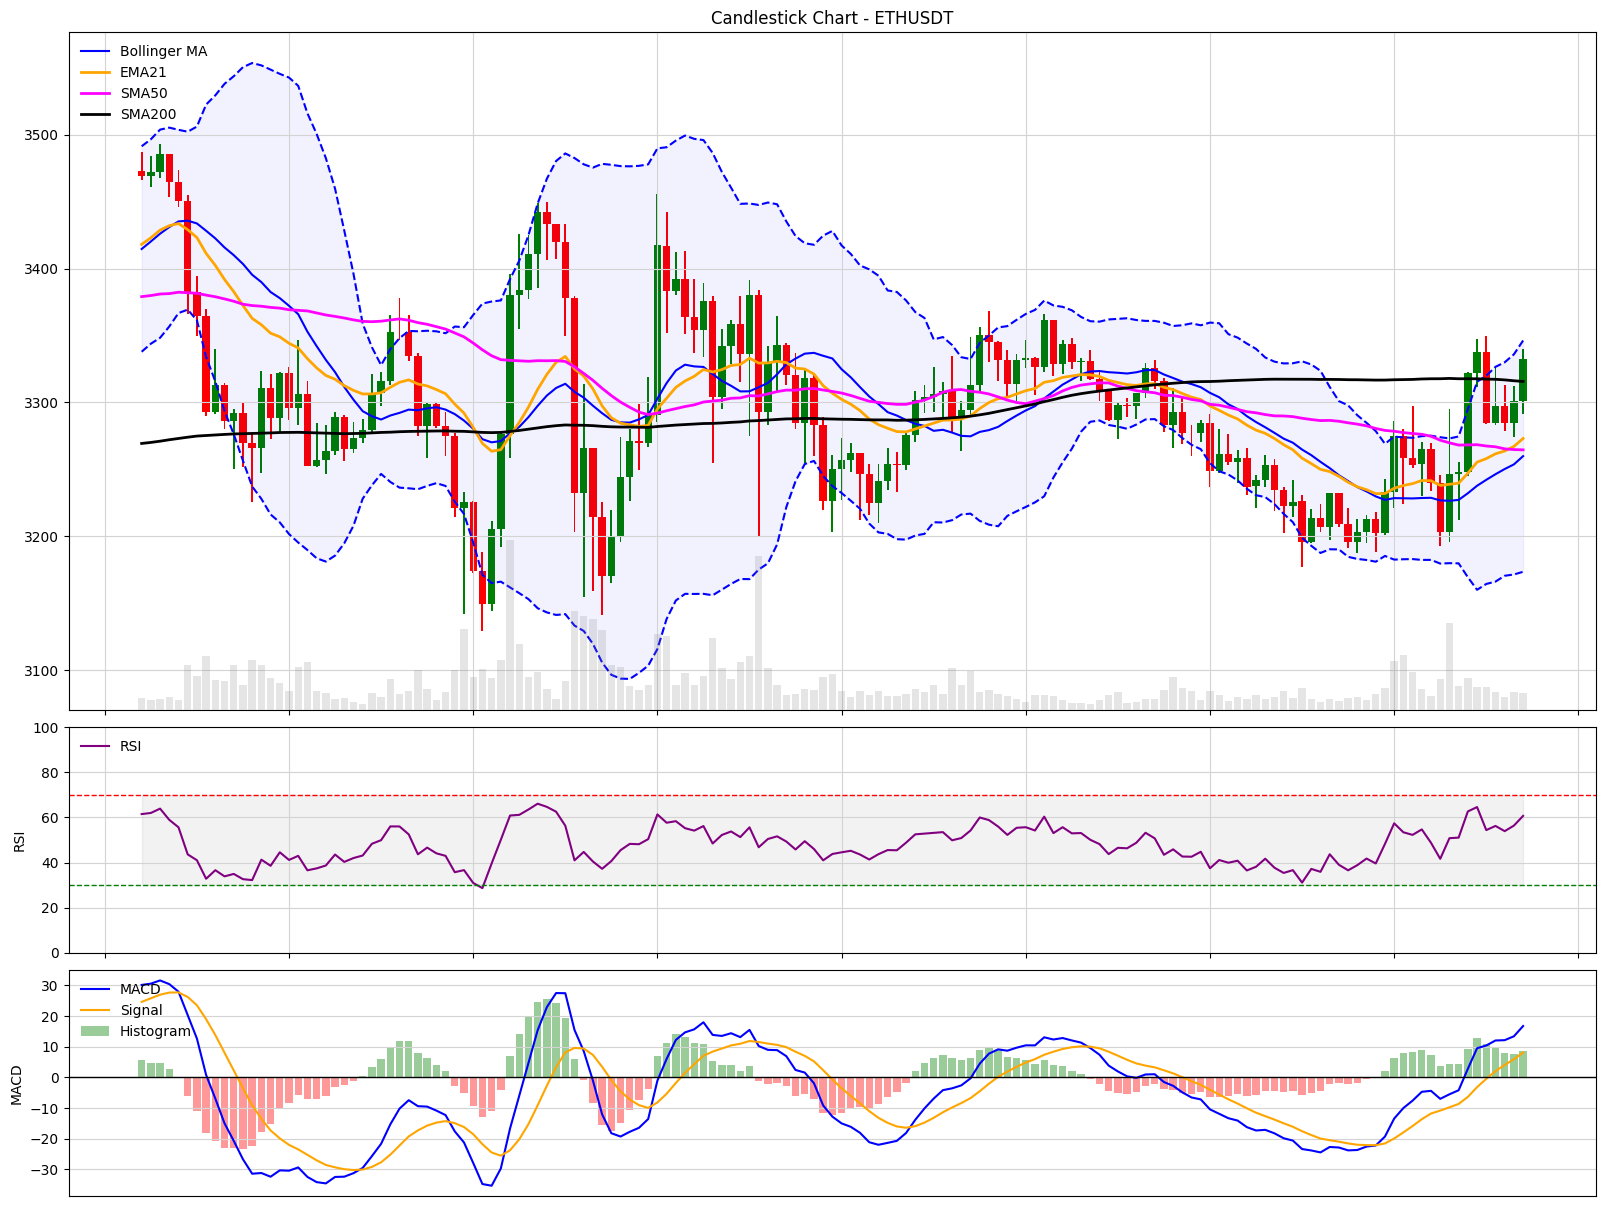 Candlestick Chart - ETHUSDT
Bollinger MA
EMA21
SMA50
SMA200
3500
3400
3300
3200
3100
100
80
60
40
20
0
RSI
RSI
30
20
10
0
−10
−20
−30
MACD
MACD
Signal
Histogram